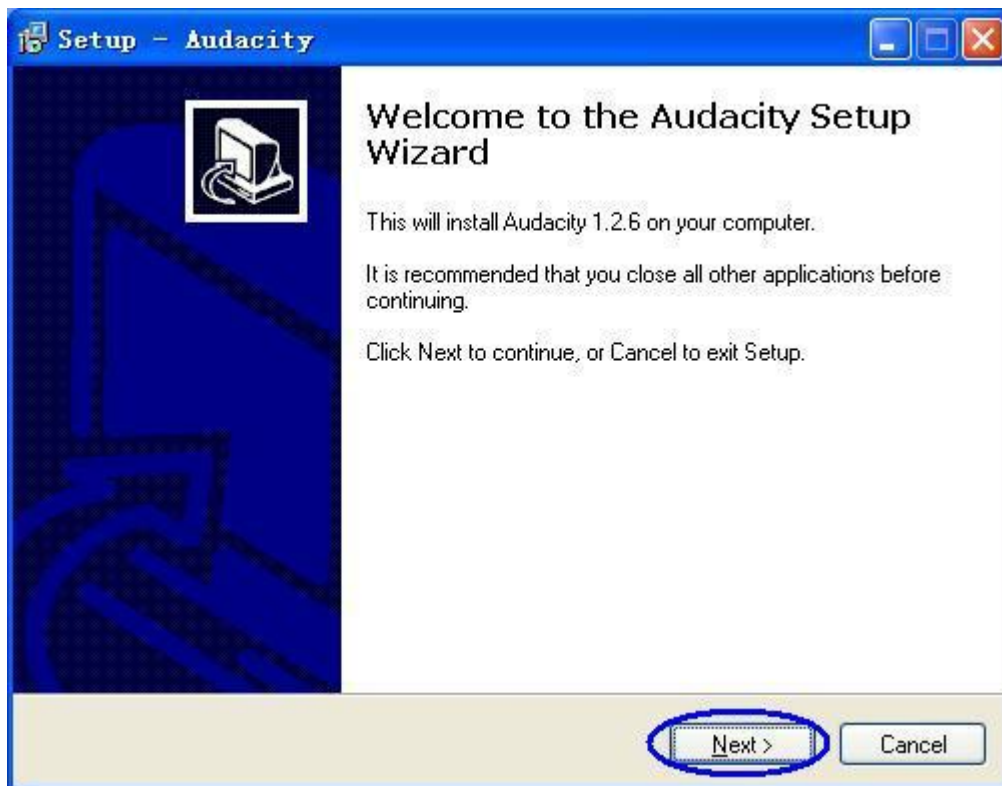 Setup - Audacity
Welcome to the Audacity Setup
Wizard
This will install Audacity 1.2.6 on your computer.
It is recommended that you close all other applications before
continuing.
Click Next to continue, or Cancel to exit Setup.
Next >
Cancel